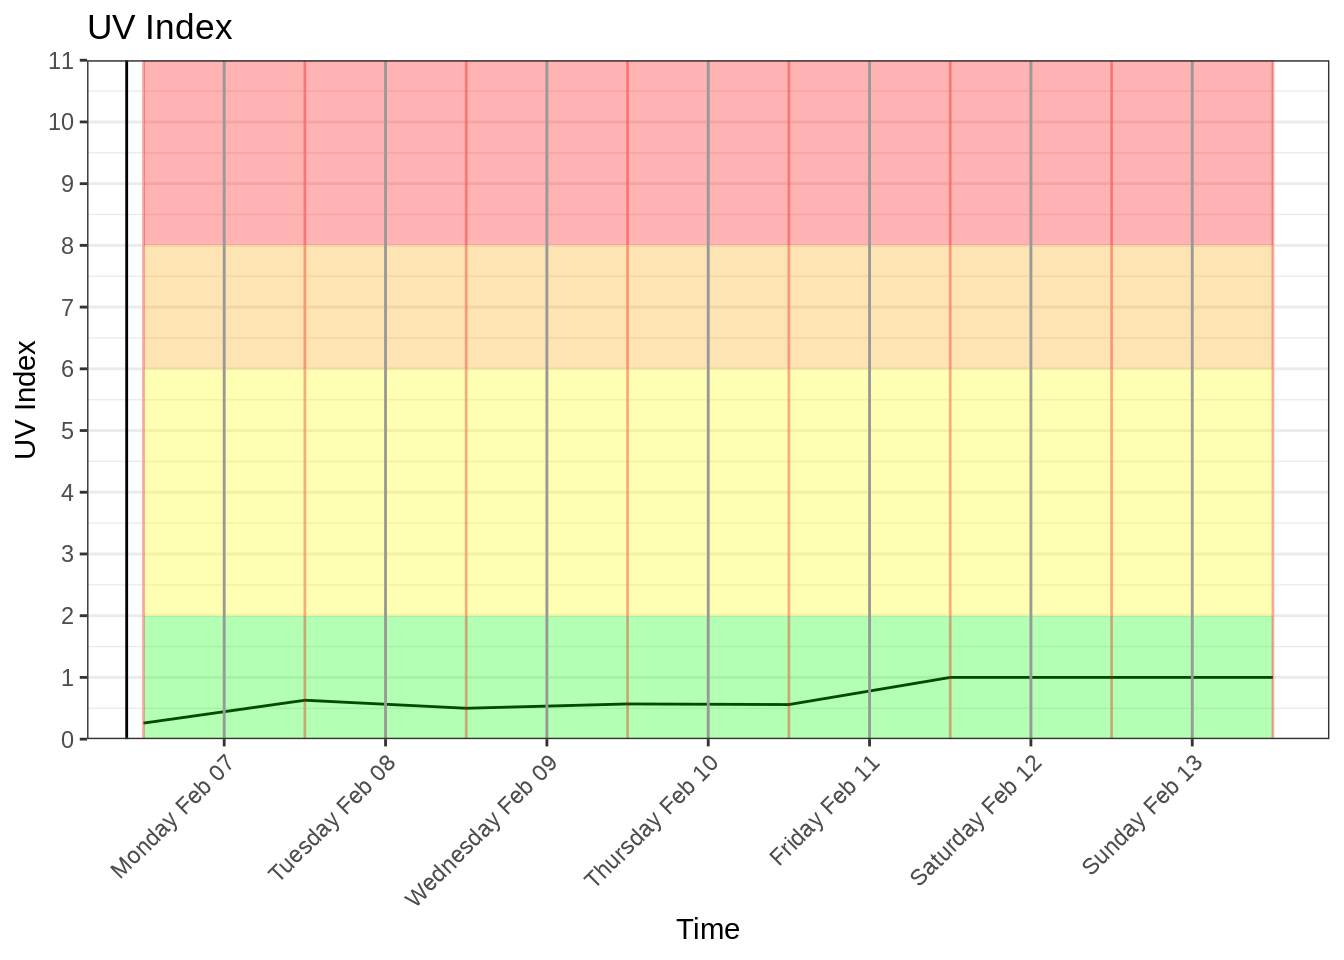 UV Index
11
10
9
8
7
6
5
4
3
2
1
0
UV Index
Monday Feb 07
Tuesday Feb 08
Wednesday Feb 09
Thursday Feb 10
Friday Feb 11
Saturday Feb 12
Sunday Feb 13
Time